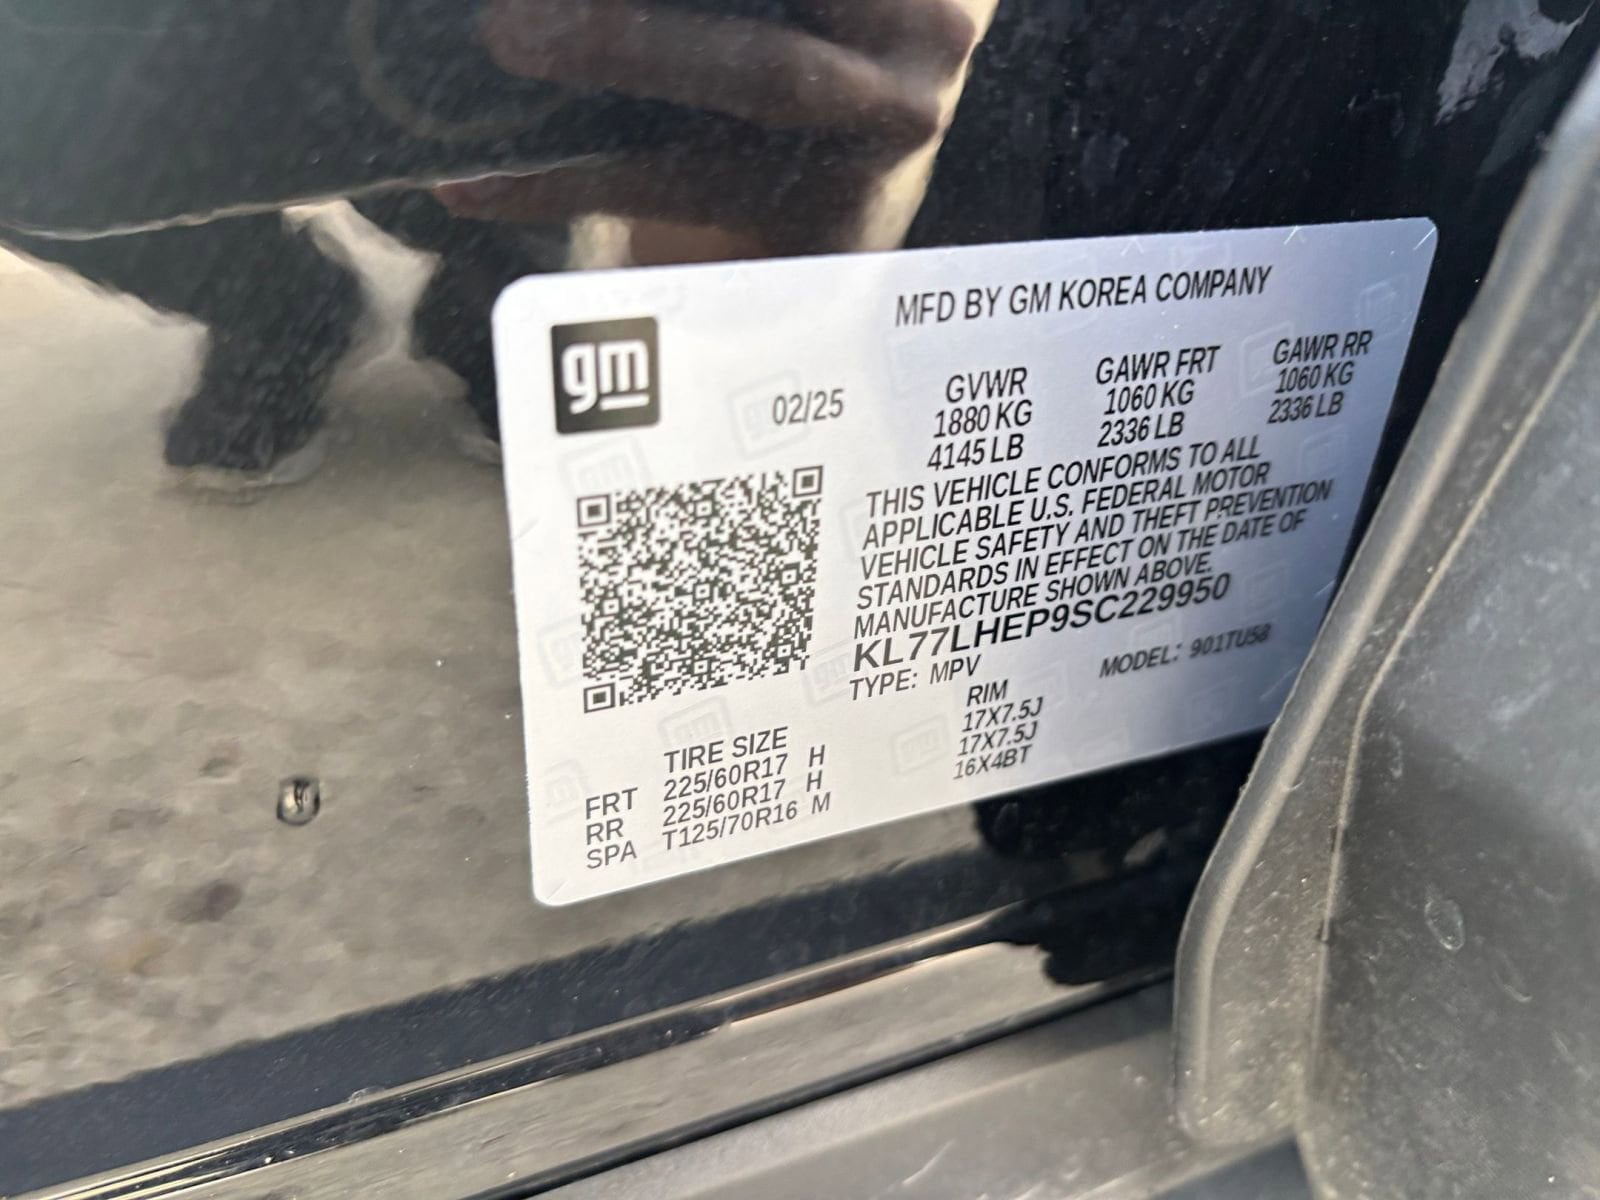 gm
MFD BY GM KOREA COMPANY
02/25
GVWR GAWR FRT GAWR RR
1880 KG 1060 KG 1060 KG
4145 LB 2336 LB 2336 LB
THIS VEHICLE CONFORMS TO ALL
APPLICABLE U.S. FEDERAL MOTOR
VEHICLE SAFETY AND THEFT PREVENTION
STANDARDS IN EFFECT ON THE DATE OF
MANUFACTURE SHOWN ABOVE.
KL77LHEP9SC229950
TYPE: MPV MODEL: 901TU58
TIRE SIZE RIM
FRT 225/60R17 H 17X7.5J
RR 225/60R17 H 17X7.5J
SPA T125/70R16 M 16X4BT